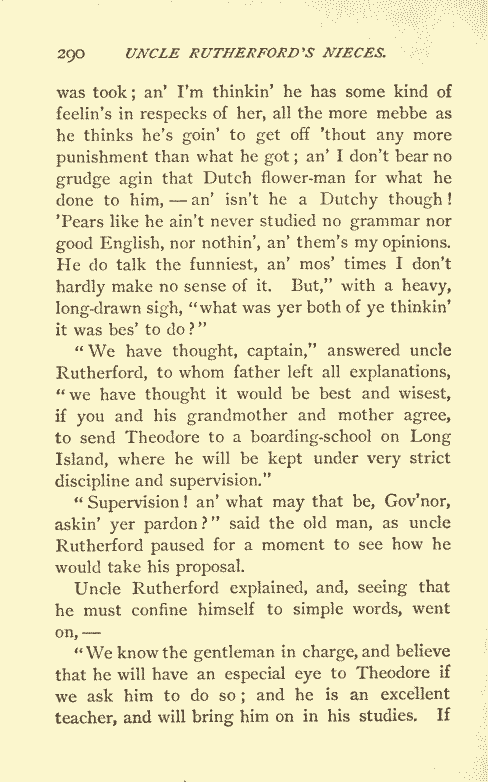 290 UNCLE RUTHERFORD'S NIECES.
was took; an' I'm thinkin' he has some kind of
feelin's in respecks of her, all the more mebbe as
he thinks he's goin' to get off 'thout any more
punishment than what he got; an' I don't bear no
grudge agin that Dutch flower-man for what he
done to him, — an' isn't he a Dutchy though!
'Pears like he ain't never studied no grammar nor
good English, nor nothin', an' them's my opinions.
He do talk the funniest, an' mos' times I don't
hardly make no sense of it. But," with a heavy,
long-drawn sigh, "what was yer both of ye thinkin'
it was bes' to do?"
"We have thought, captain," answered uncle
Rutherford, to whom father left all explanations,
"we have thought it would be best and wisest,
if you and his grandmother and mother agree,
to send Theodore to a boarding-school on Long
Island, where he will be kept under very strict
discipline and supervision."
"Supervision! an' what may that be, Gov'nor,
askin' yer pardon?" said the old man, as uncle
Rutherford paused for a moment to see how he
would take his proposal.
Uncle Rutherford explained, and, seeing that
he must confine himself to simple words, went
on, —
"We know the gentleman in charge, and believe
that he will have an especial eye to Theodore if
we ask him to do so; and he is an excellent
teacher, and will bring him on in his studies. If